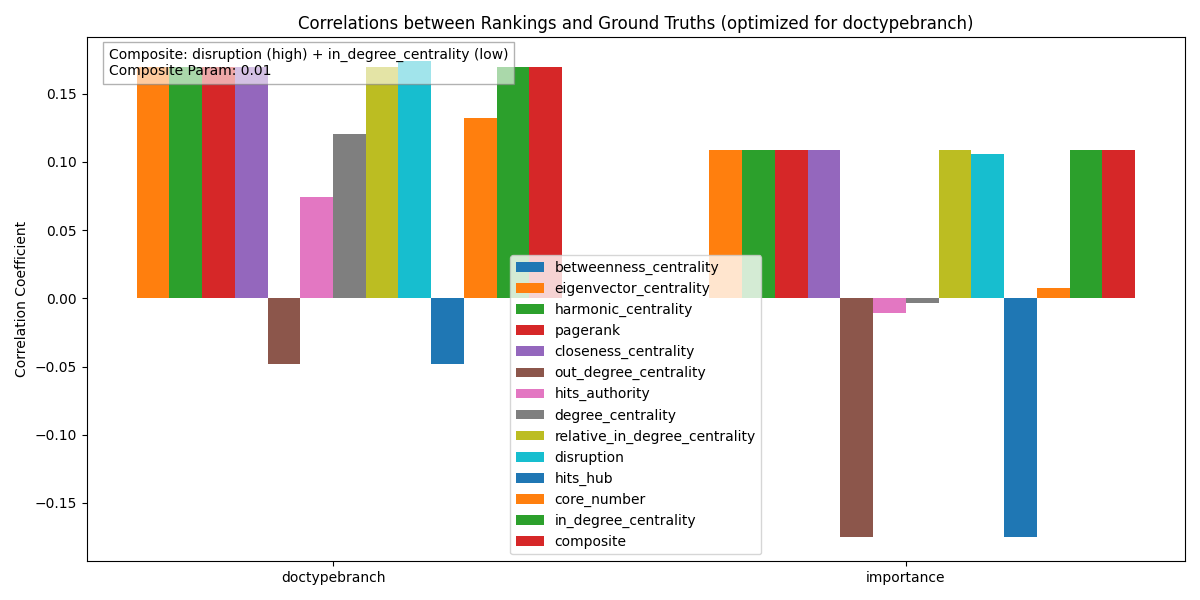 Correlations between Rankings and Ground Truths (optimized for doctypebranch)
Composite: disruption (high) + in_degree_centrality (low)
Composite Param: 0.01
Correlation Coefficient
0.15
0.10
0.05
0.00
−0.05
−0.10
−0.15
betweenness_centrality
eigenvector_centrality
harmonic_centrality
pagerank
closeness_centrality
out_degree_centrality
hits_authority
degree_centrality
relative_in_degree_centrality
disruption
hits_hub
core_number
in_degree_centrality
composite
doctypebranch
importance